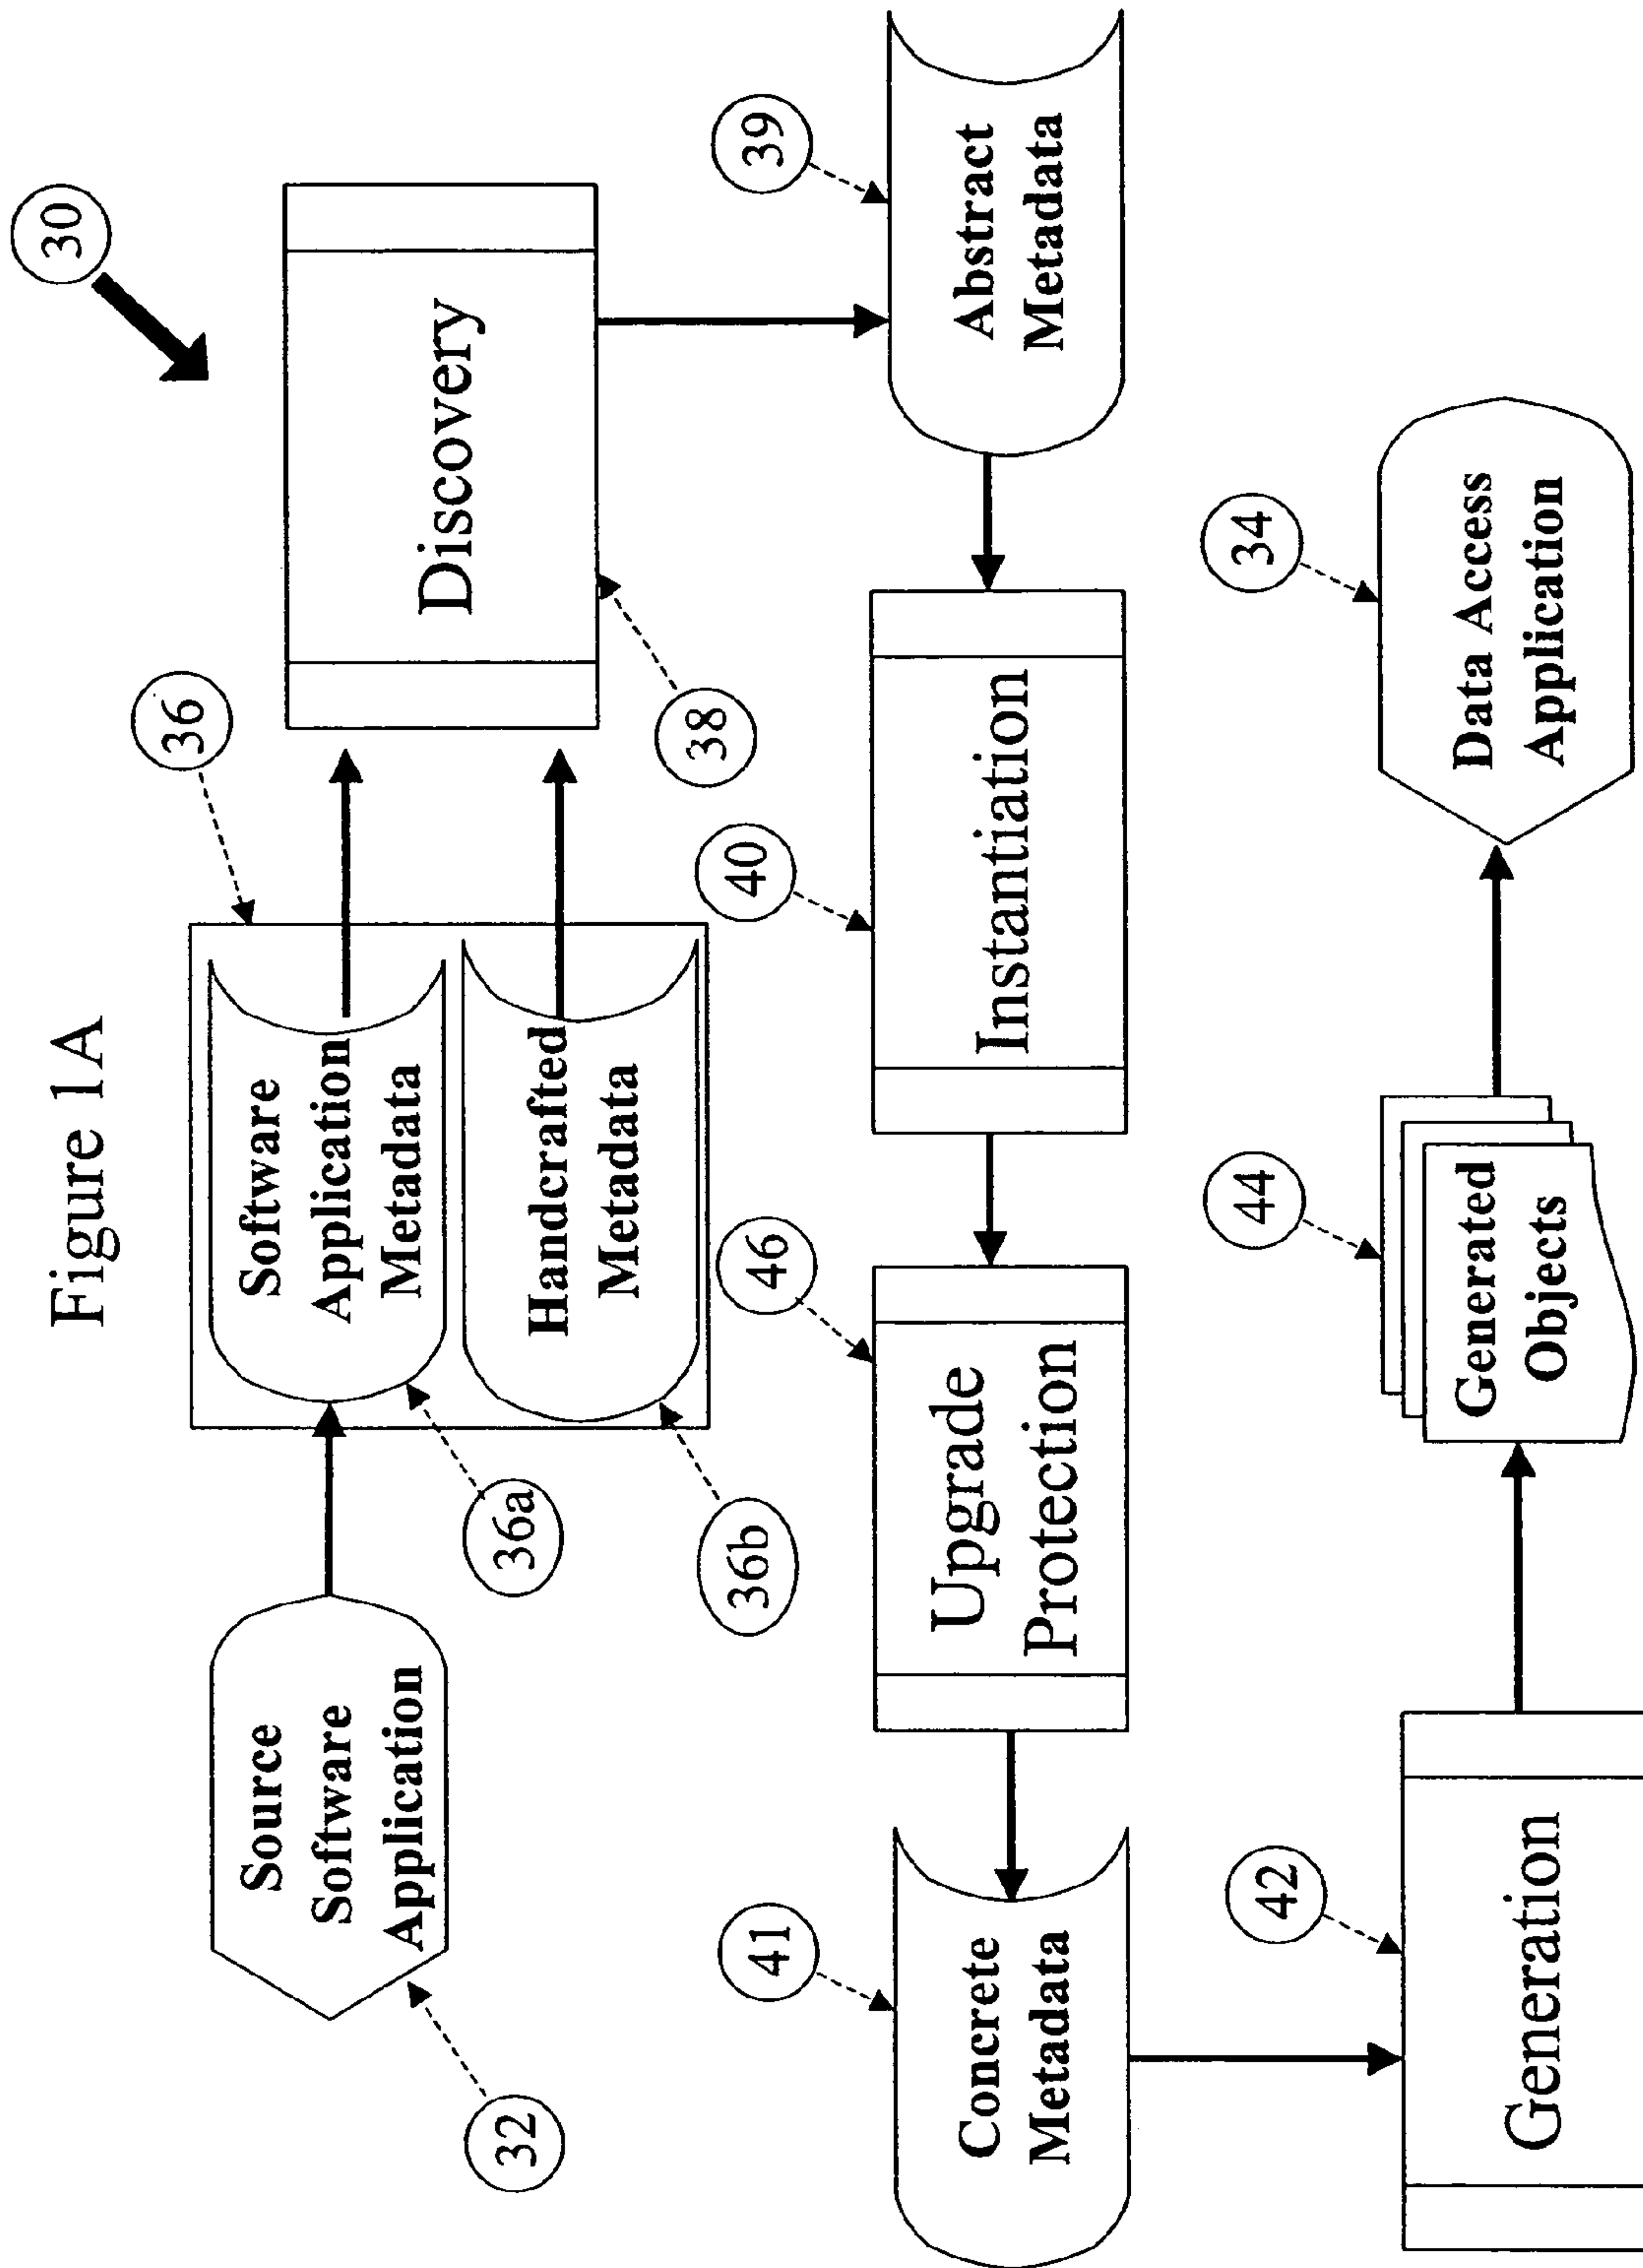 Figure 1A
30
Source
Software
Application
32
36
Software
Application
Metadata
36a
Handcrafted
Metadata
36b
Discovery
38
39
Abstract
Metadata
40
Instantiation
46
Upgrade
Protection
41
Concrete
Metadata
42
Generation
44
Generated
Objects
34
Data Access
Application